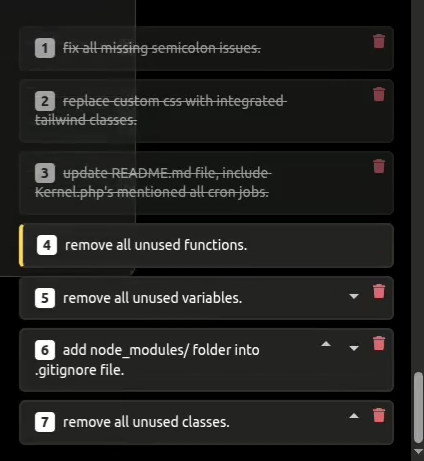 1 fix all missing semicolon issues.
2 replace custom css with integrated
tailwind classes.
3 update README.md file, include
Kernel.php's mentioned all cron jobs.
4 remove all unused functions.
5 remove all unused variables.
6 add node_modules/ folder into
.gitignore file.
7 remove all unused classes.